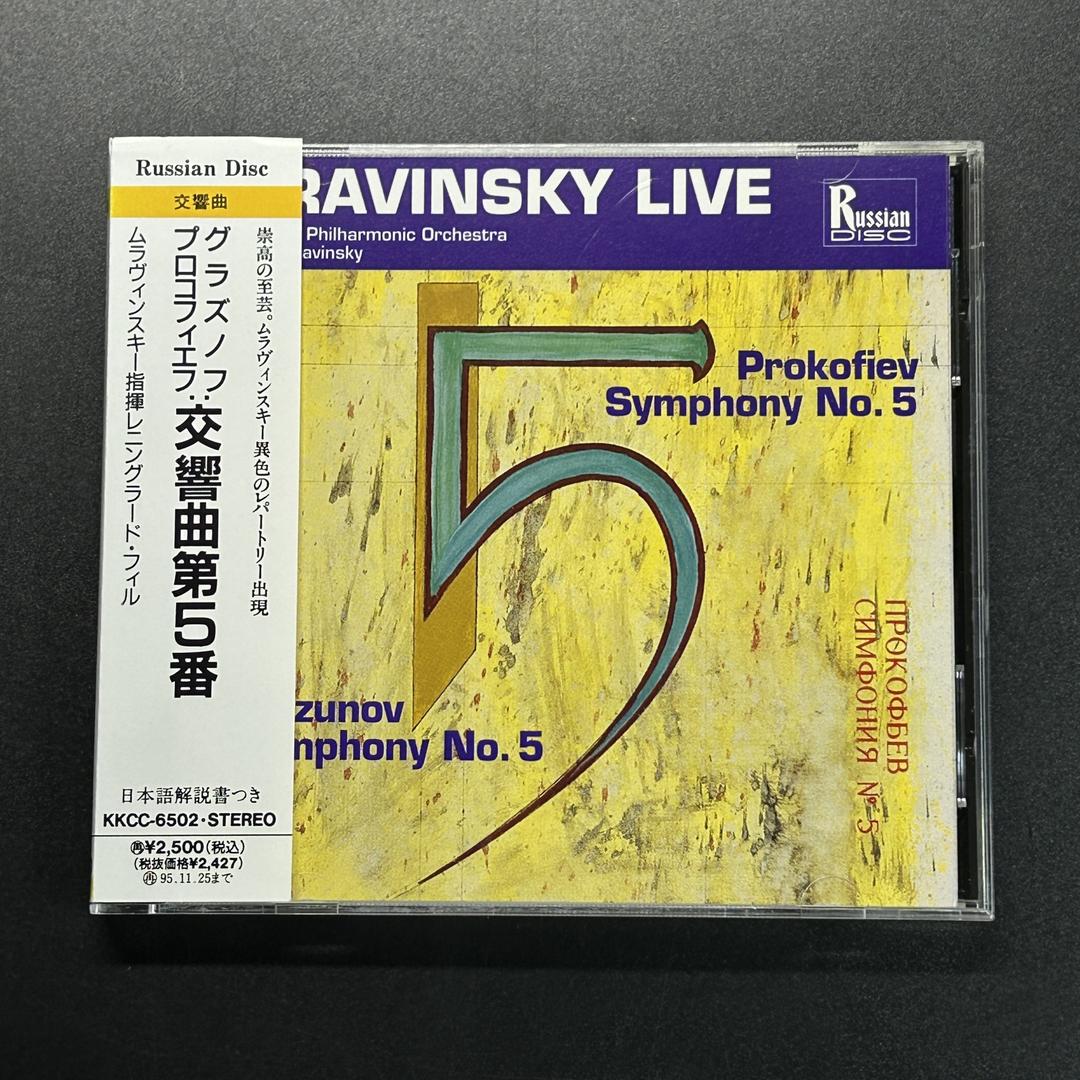 Russian Disc
交響曲
崇高の至芸。ムラヴィンスキー異色のレパートリー出現
グラズノフ
プロコフィエフ:交響曲第5番
ムラヴィンスキー指揮レニングラード・フィル
日本語解説書つき
KKCC-6502・STEREO
㊑¥2,500(税込)
(税抜価格¥2,427)
㊑95.11.25まで
RAVINSKY LIVE
Philharmonic Orchestra
avinsky
Russian
DISC
Prokofiev
Symphony No. 5
zunov
mphony No. 5
ПРОКОФЬЕВ
СИМФОНИЯ № 5